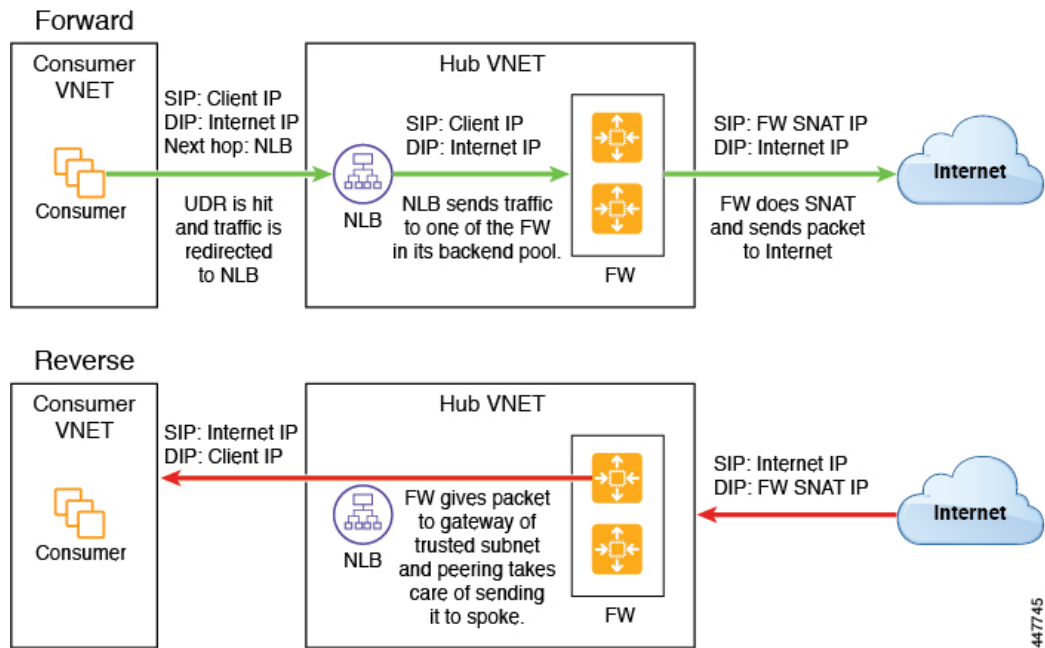 Forward
Consumer
VNET
Consumer
SIP: Client IP
DIP: Internet IP
Next hop: NLB
UDR is hit
and traffic is
redirected
to NLB
Hub VNET
NLB
SIP: Client IP
DIP: Internet IP
NLB sends traffic
to one of the FW
in its backend pool.
FW
SIP: FW SNAT IP
DIP: Internet IP
FW does SNAT
and sends packet
to Internet
Internet
Reverse
Consumer
VNET
Consumer
SIP: Internet IP
DIP: Client IP
Hub VNET
NLB
FW gives packet
to gateway of
trusted subnet
and peering takes
care of sending
it to spoke.
FW
SIP: Internet IP
DIP: FW SNAT IP
Internet
447745